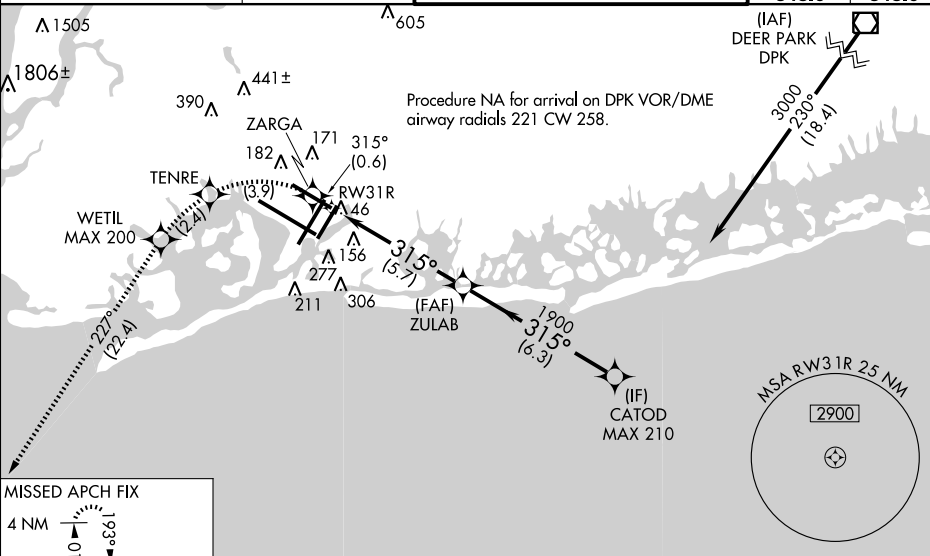 1505
605
(IAF)
DEER PARK
DPK
1806±
441±
390
Procedure NA for arrival on DPK VOR/DME
airway radials 221 CW 258.
3000
230°
(18.4)
ZARGA
171
315°
(0.6)
182
TENRE
(3.9)
RW31R
46
WETIL
MAX 200
(2.4)
156
315°
(5.7)
277
211
306
(FAF)
ZULAB
1900
315°
(6.3)
227°
(22.4)
(IF)
CATOD
MAX 210
MSA RW31R 25 NM
2900
MISSED APCH FIX
4 NM
193°